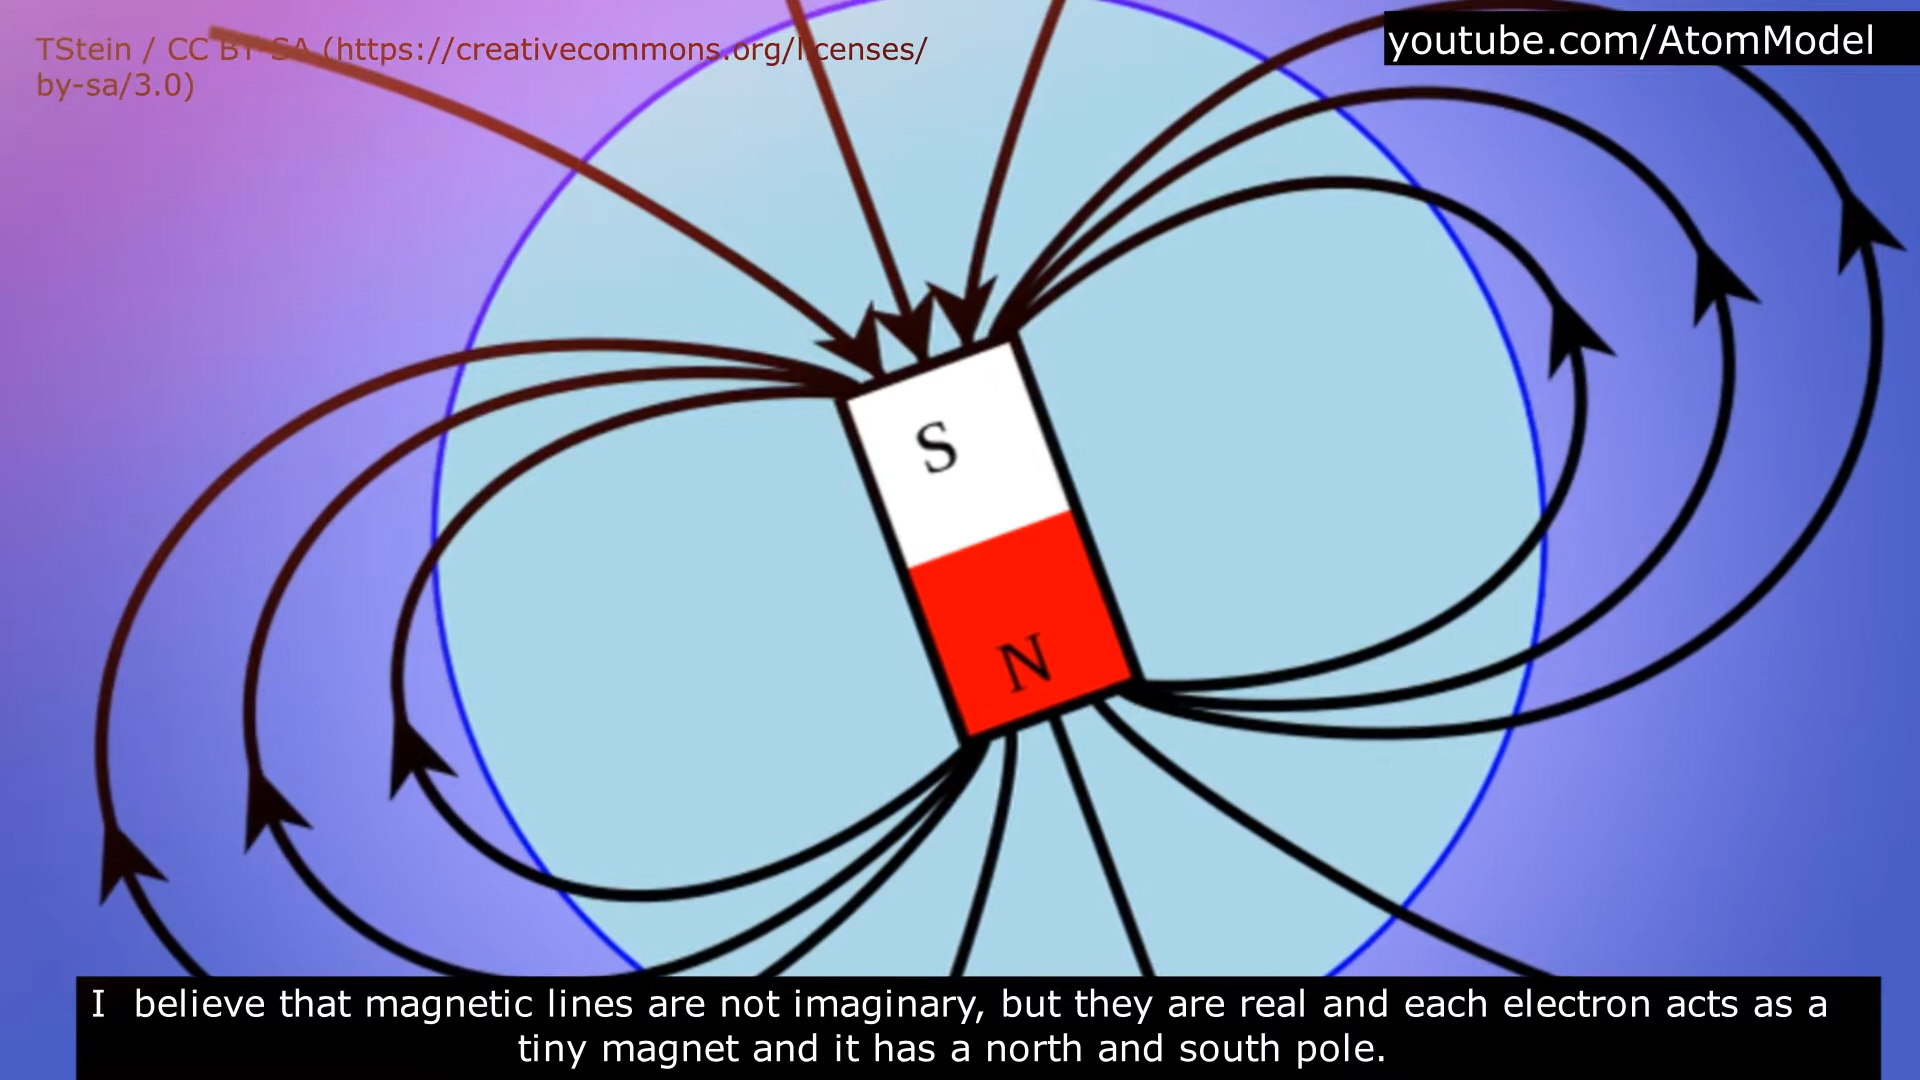 TStein / CC BY-SA (https://creativecommons.org/licenses/
by-sa/3.0)
youtube.com/AtomModel
S
N
I believe that magnetic lines are not imaginary, but they are real and each electron acts as a
tiny magnet and it has a north and south pole.